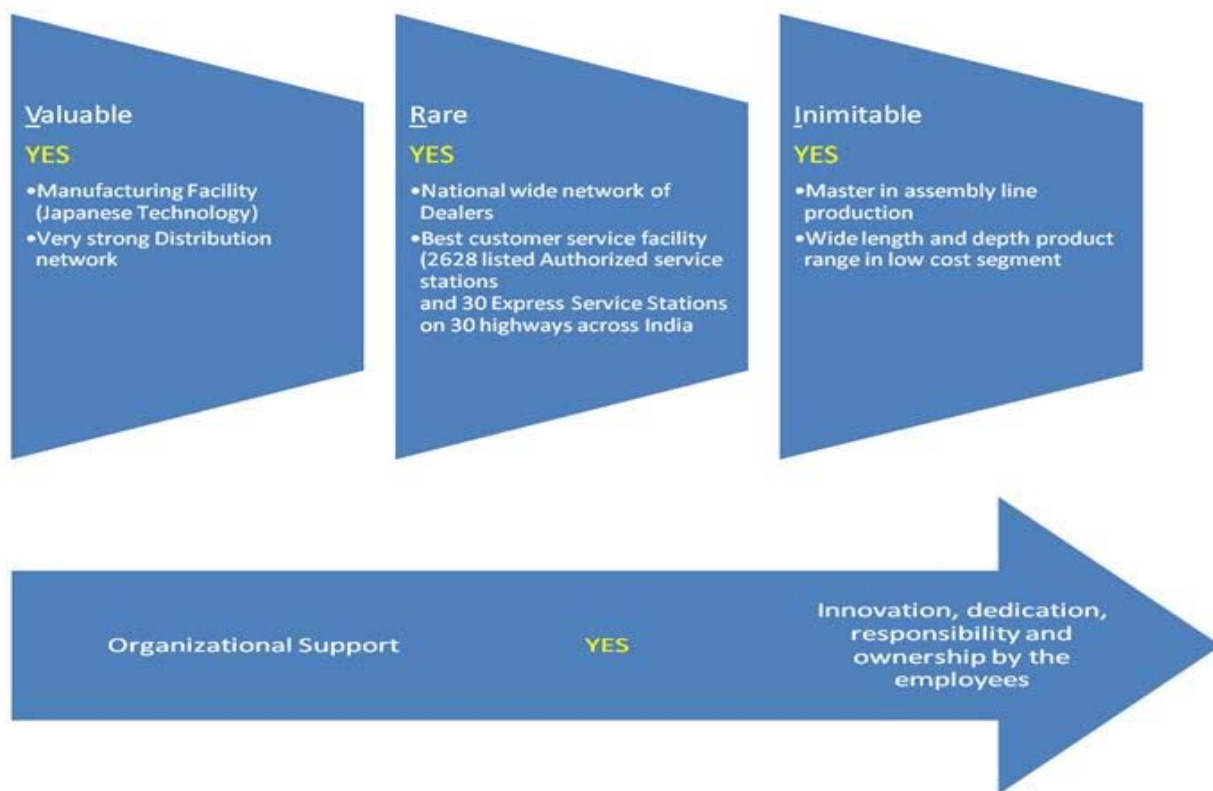 Valuable
YES
•Manufacturing Facility
(Japanese Technology)
•Very strong Distribution
network
Rare
YES
•National wide network of
Dealers
•Best customer service facility
(2628 listed Authorized service
stations
and 30 Express Service Stations
on 30 highways across India
Inimitable
YES
•Master in assembly line
production
•Wide length and depth product
range in low cost segment
Organizational Support
YES
Innovation, dedication,
responsibility and
ownership by the
employees